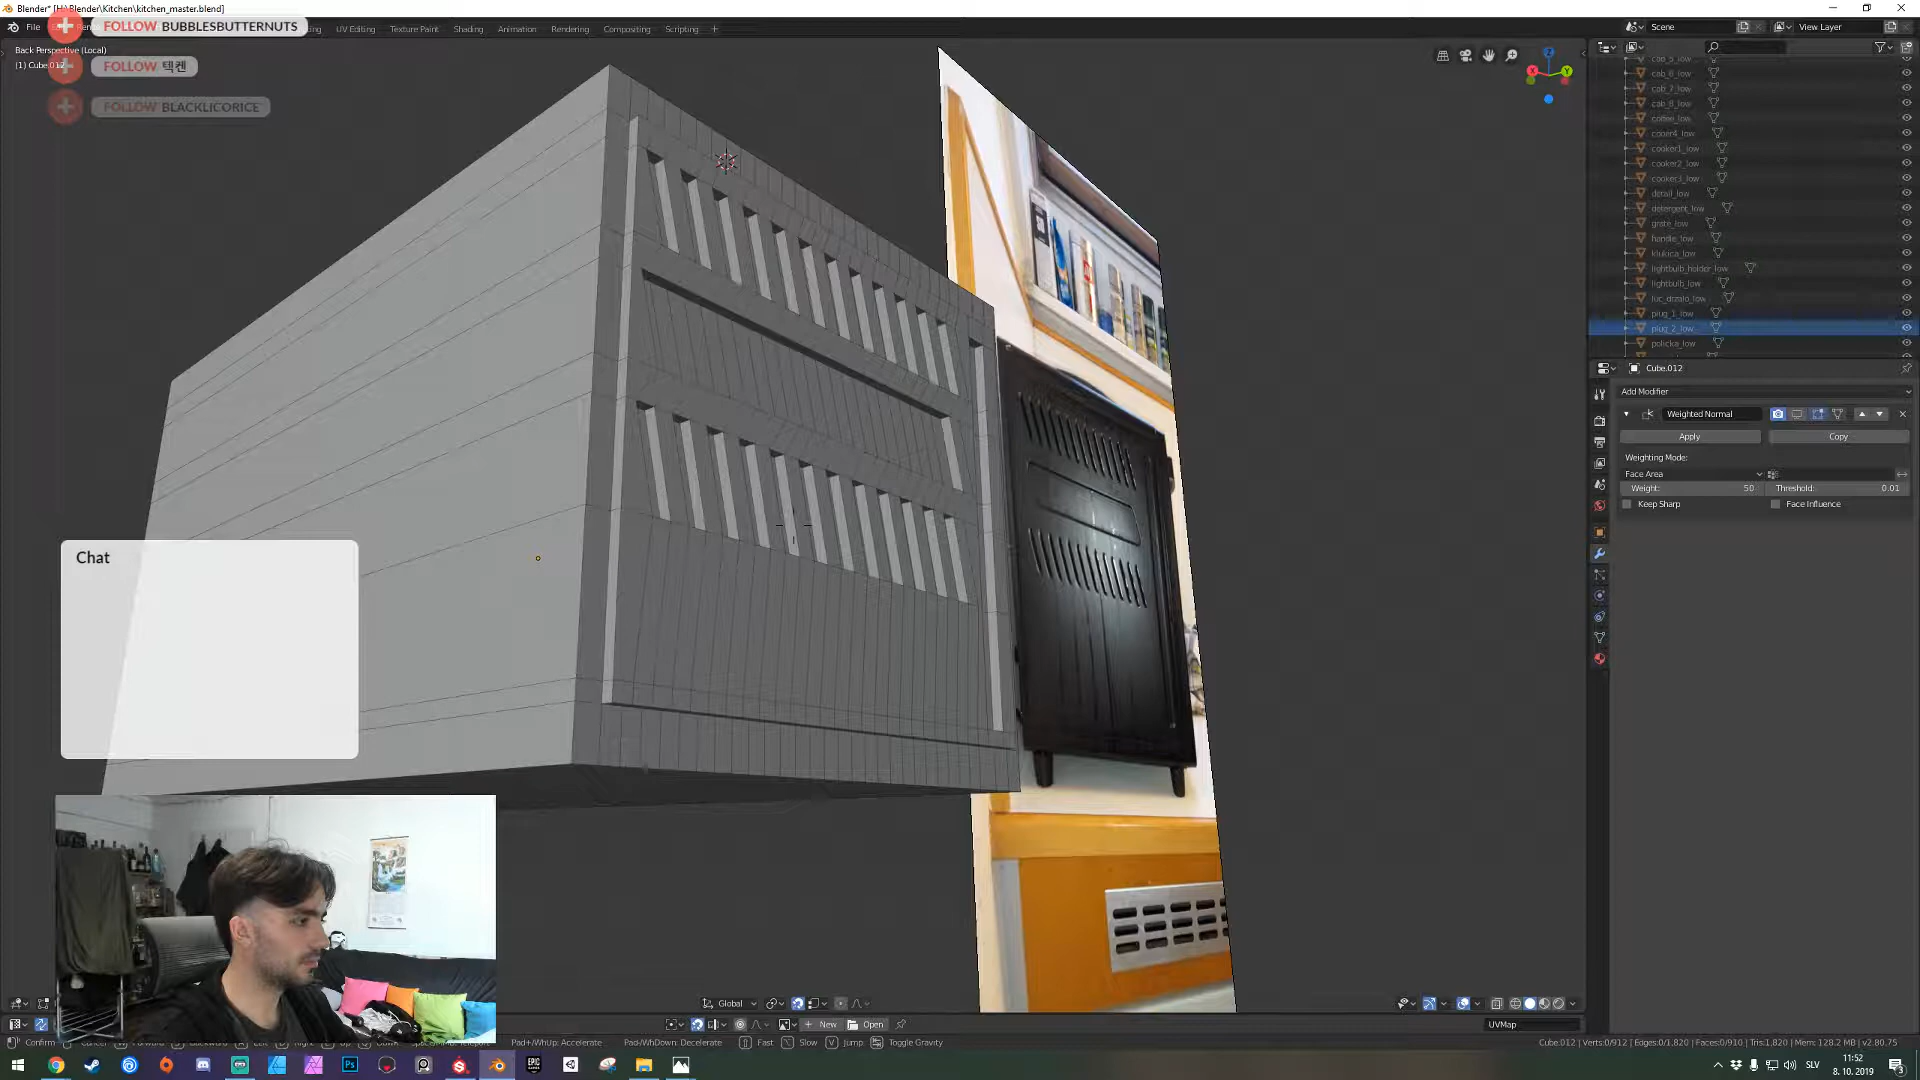 Blender* [H:\Blender\Kitchen\kitchen_master.blend]
FOLLOW BUBBLESBUTTERNUTS
FOLLOW 텍켄
FOLLOW BLACKLICORICE
File
UV Editing
Texture Paint
Shading
Animation
Rendering
Compositing
Scripting
Scene
View Layer
Back Perspective (Local)
(1) Cube.012
cab_5_low
cab_6_low
cab_7_low
cab_8_low
coffee_low
cooker1_low
cooker2_low
cooker3_low
detail_low
detergent_low
grate_low
handle_low
klukica_low
lightbulb_holder_low
lightbulb_low
luc_drzalo_low
plug_1_low
plug_2_low
policka_low
Cube.012
Add Modifier
Weighted Normal
Apply
Copy
Weighting Mode:
Face Area
Weight: 50
Threshold: 0.01
Keep Sharp
Face Influence
Chat
Global
New
Open
UVMap
Confirm
Pad+/WhUp: Accelerate
Pad-/WhDown: Decelerate
Fast
Slow
Jump
Toggle Gravity
Cube.012 | Verts:0/912 | Edges:0/1,820 | Faces:0/910 | Tris:1,820 | Mem: 128.2 MB | v2.80.75
SLV
11:52
8. 10. 2019